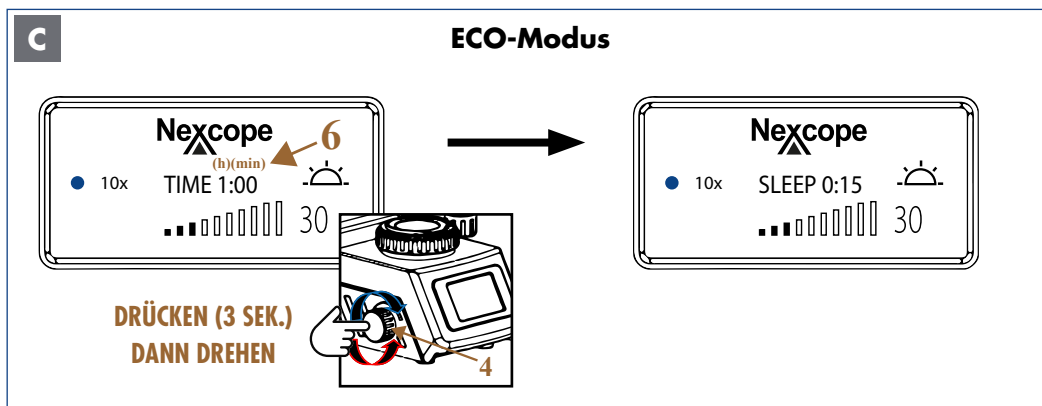 C
ECO-Modus
Nexcope
6
(h)(min)
10x
TIME 1:00
30
DRÜCKEN (3 SEK.)
DANN DREHEN
4
Nexcope
10x
SLEEP 0:15
30